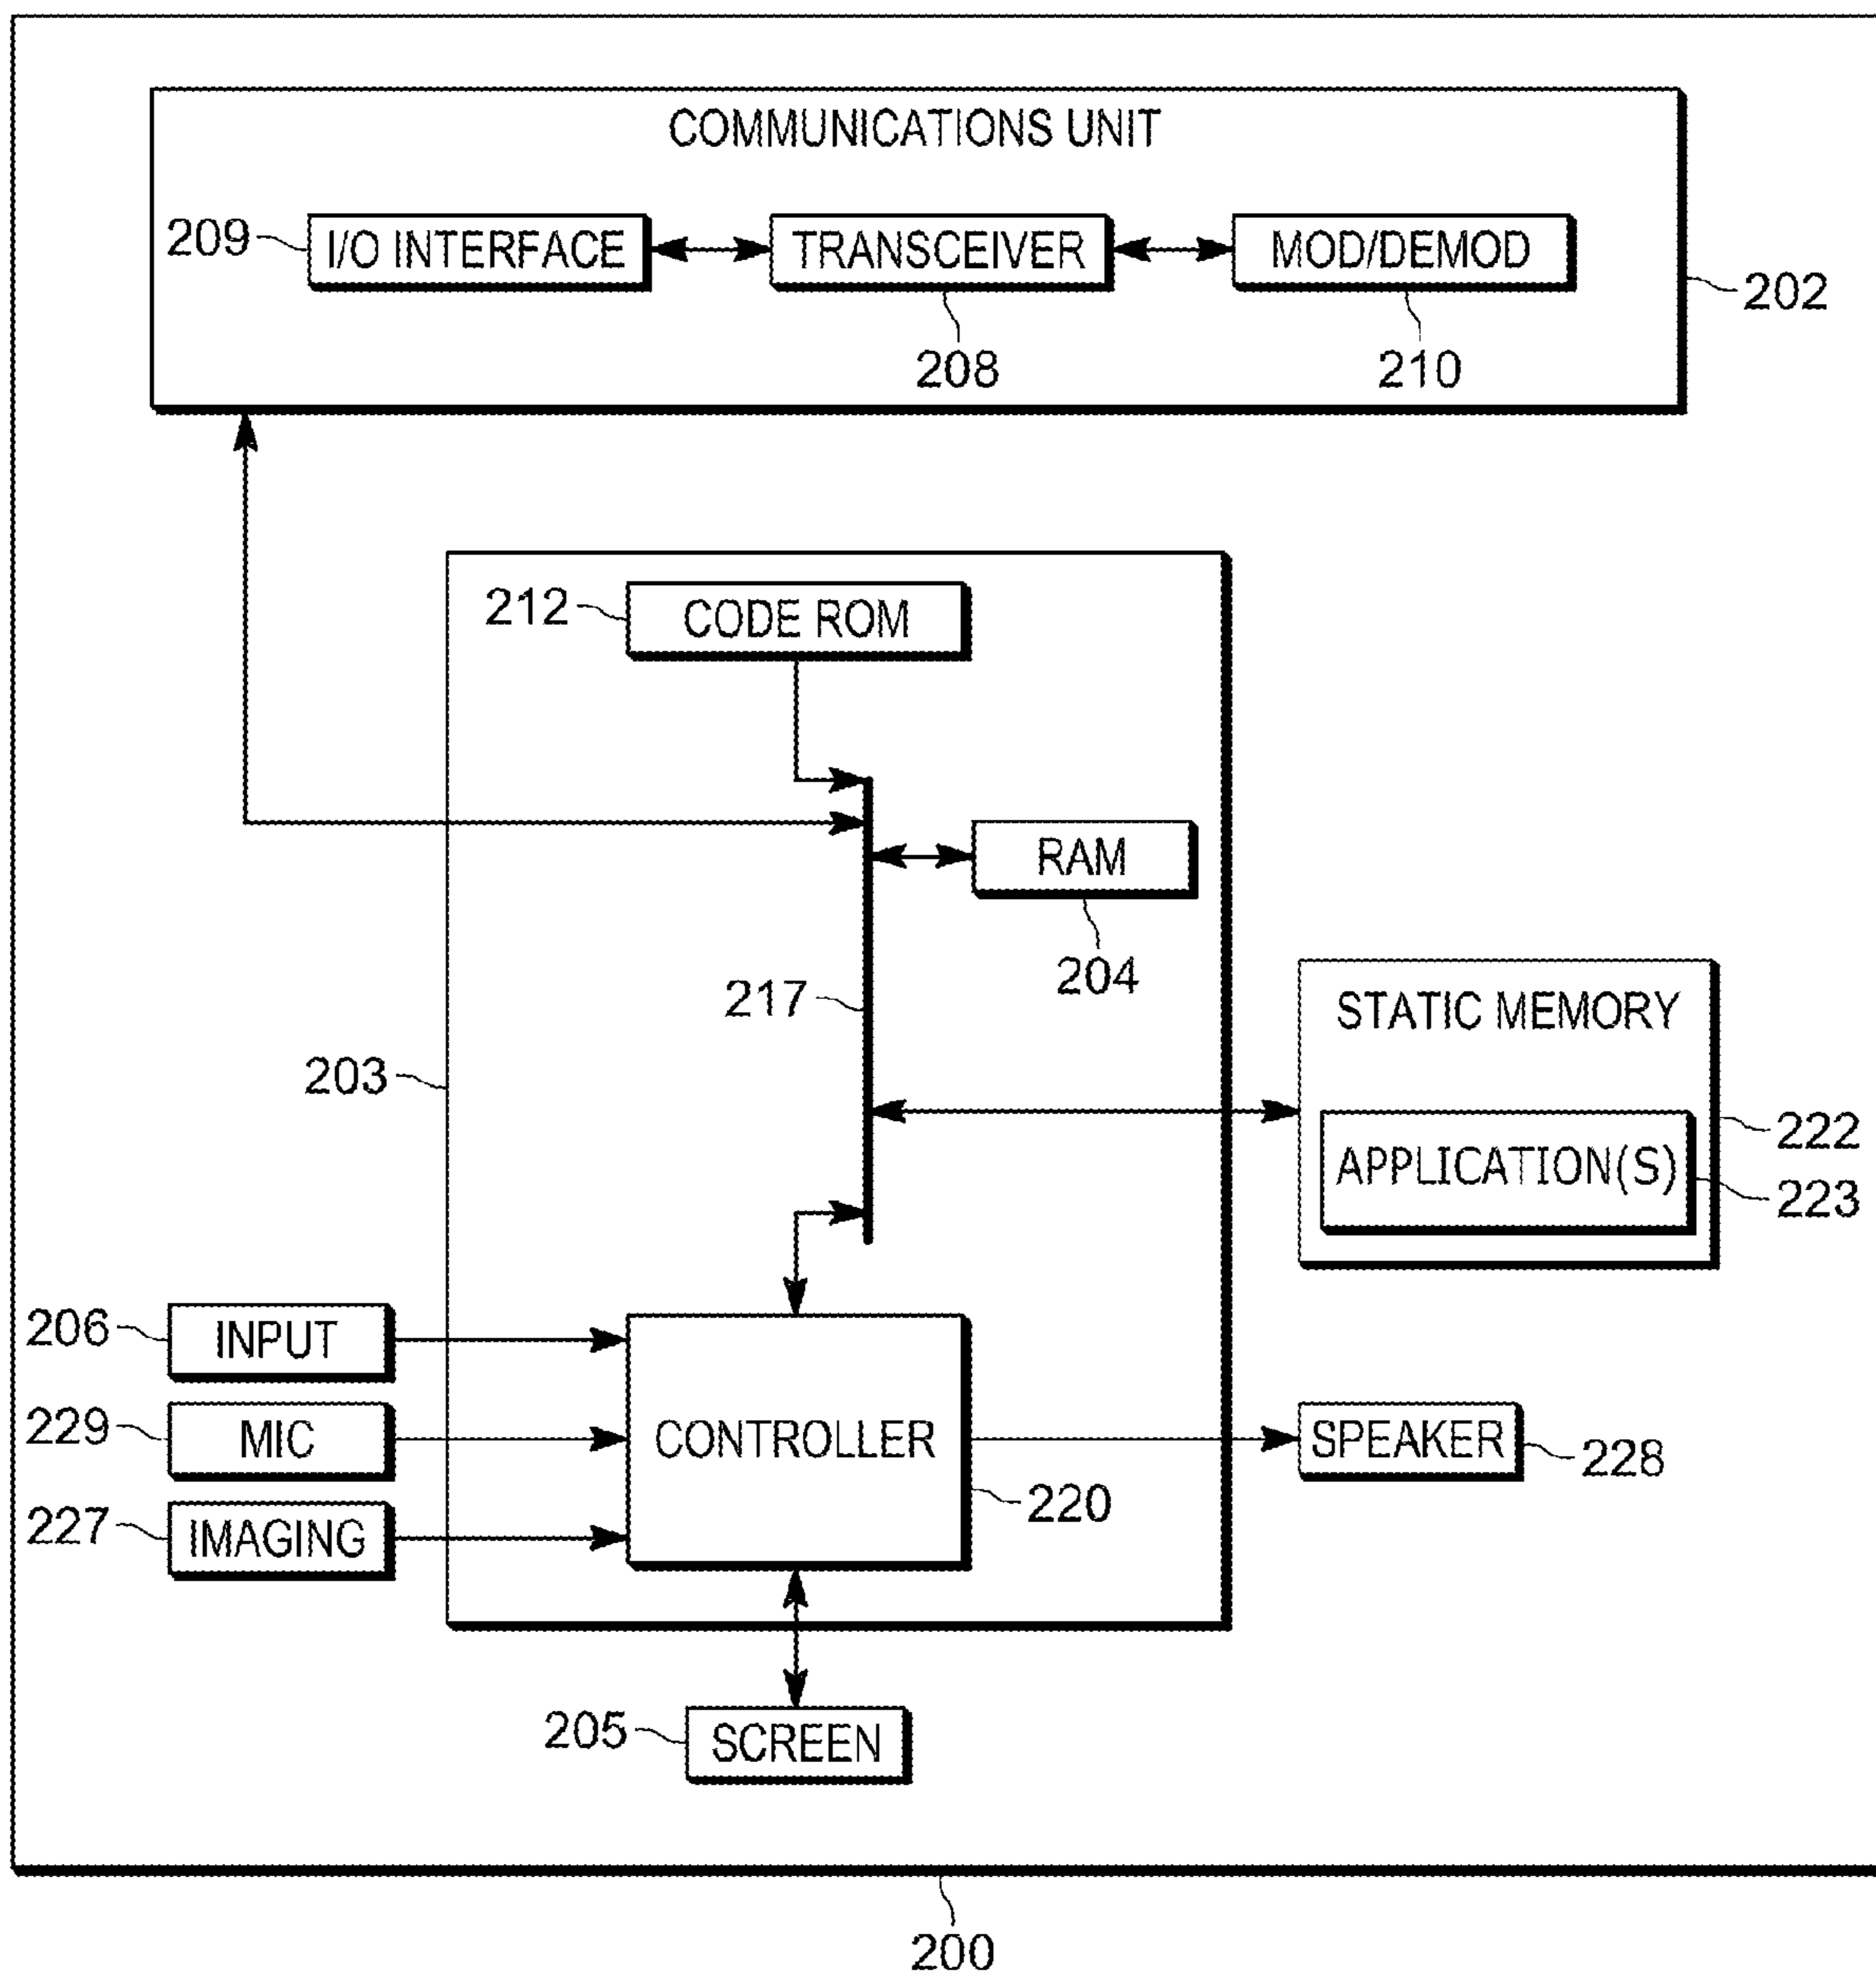 COMMUNICATIONS UNIT
209 I/O INTERFACE TRANSCEIVER MOD/DEMOD
202
208 210
212 CODE ROM
RAM
204
217
STATIC MEMORY
203
222
APPLICATION(S)
223
206 INPUT
229 MIC CONTROLLER SPEAKER 228
220
227 IMAGING
205 SCREEN
200